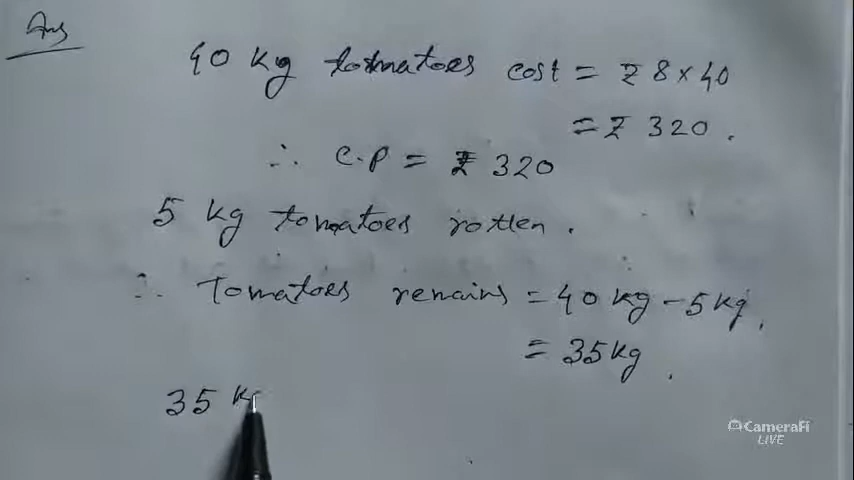 Ans
40 kg tomatoes cost = ₹ 8 × 40
= ₹ 320.
∴ C.P = ₹ 320
5 kg tomatoes rotten.
∴ Tomatoes remains = 40 kg - 5 kg.
= 35 kg.
35 k
CameraFi
LIVE